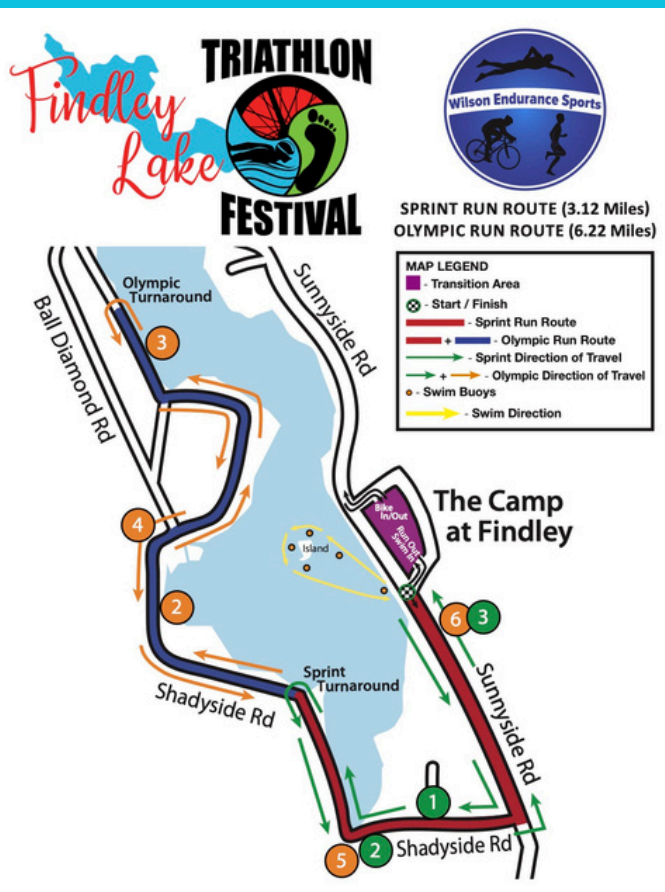 Findley
Lake
TRIATHLON
FESTIVAL
Wilson Endurance Sports
SPRINT RUN ROUTE (3.12 Miles)
OLYMPIC RUN ROUTE (6.22 Miles)
MAP LEGEND
- Transition Area
- Start / Finish
- Sprint Run Route
+ - Olympic Run Route
- Sprint Direction of Travel
+ - Olympic Direction of Travel
- Swim Buoys
- Swim Direction
Olympic
Turnaround
3
Ball Diamond Rd
Sunnyside Rd
The Camp
at Findley
Bike
In/Out
Run Out
Swim In
Island
4
2
6 3
Sprint
Turnaround
Shadyside Rd
Sunnyside Rd
1
5 2
Shadyside Rd